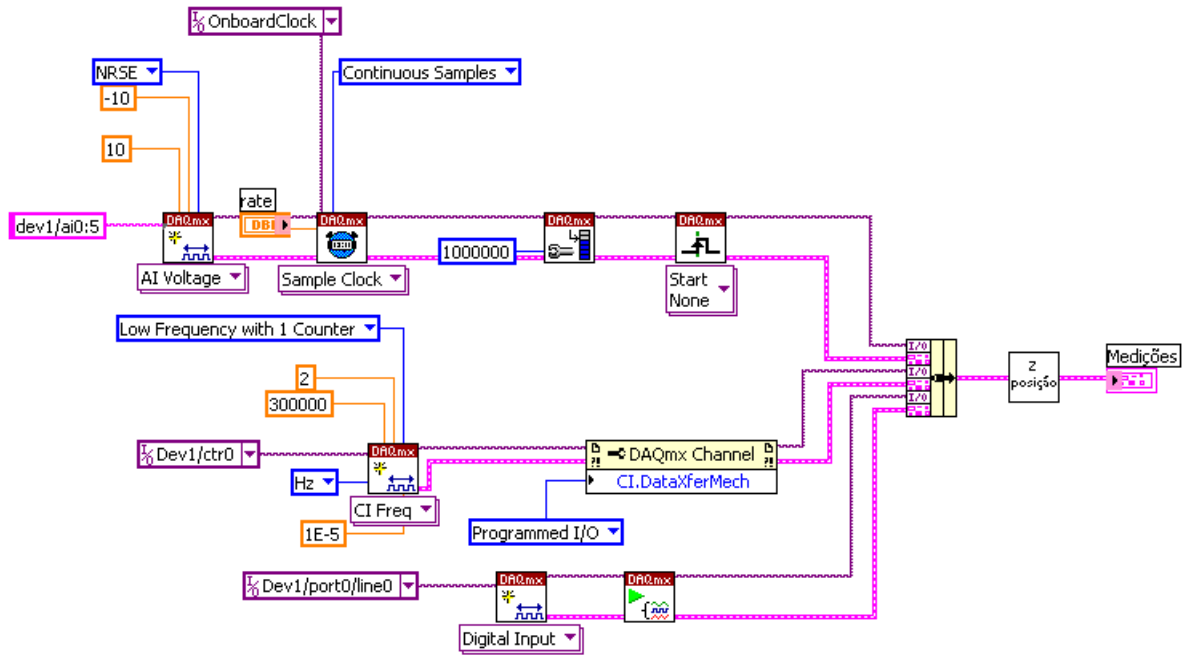 OnboardClock
NRSE
Continuous Samples
-10
10
rate
dev1/ai0:5
DAQmx
DBL
DAQmx
DAQmx
DAQmx
1000000
AI Voltage
Sample Clock
Start
None
Low Frequency with 1 Counter
I/O
I/O
I/O
Z
posição
Medições
2
300000
Dev1/ctr0
DAQmx
DAQmx Channel
Hz
CI.DataXferMech
CI Freq
1E-5
Programmed I/O
Dev1/port0/line0
DAQmx
DAQmx
Digital Input